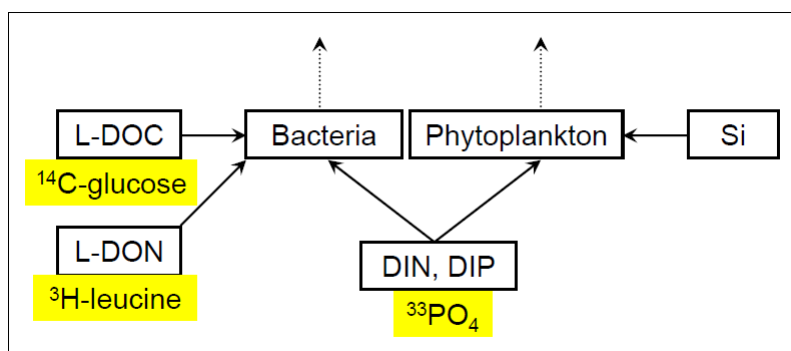 L-DOC
Bacteria
Phytoplankton
Si
¹⁴C-glucose
L-DON
DIN, DIP
³H-leucine
³³PO₄